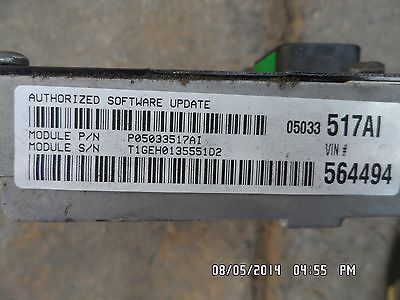 AUTHORIZED SOFTWARE UPDATE
05033 517AI
MODULE P/N P05033517AI
MODULE S/N T1GEH0135551D2
VIN #
564494
08/05/2014 04:55 PM